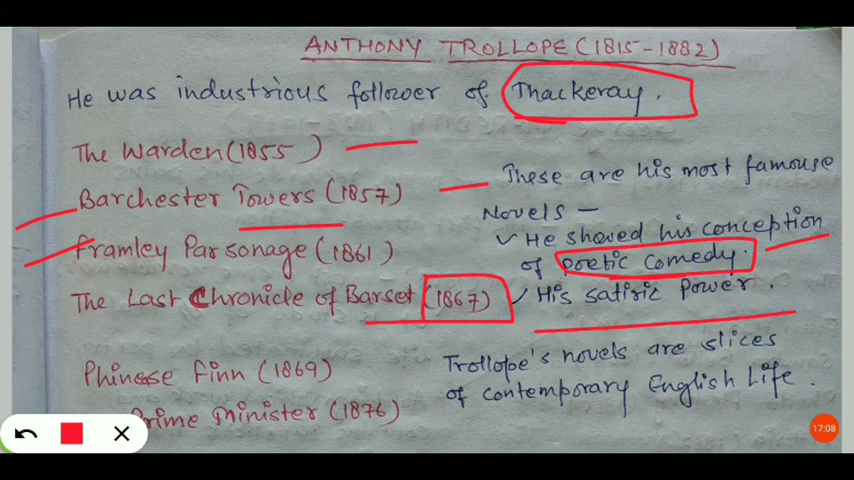 ANTHONY TROLLOPE (1815-1882)
He was industrious follower of Thackeray.
The Warden (1855)
Barchester Towers (1857)
Framley Parsonage (1861)
The Last Chronicle of Barset (1867)
These are his most famouse
Novels —
✓ He showed his conception
of poetic comedy.
✓ His satiric Power.
Phinease Finn (1869)
Prime Minister (1876)
Trollope's novels are slices
of contemporary English Life.
17:08